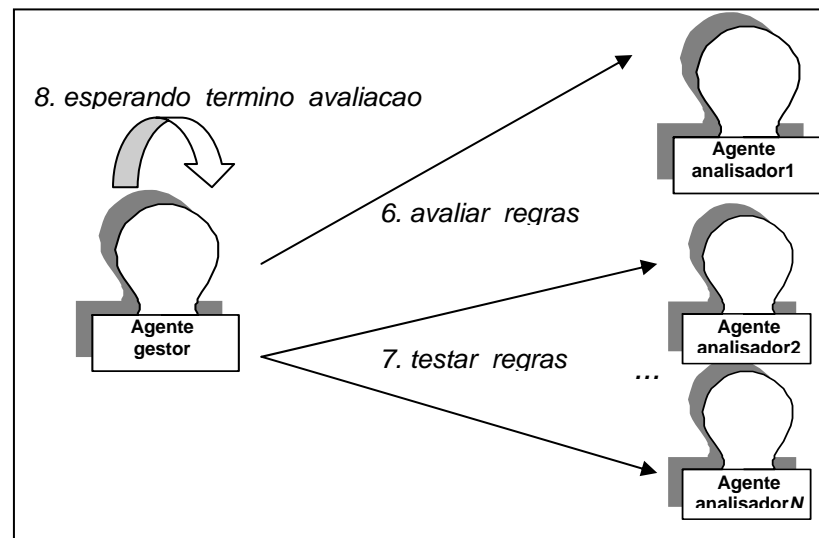 8. esperando termino avaliacao
Agente
analisador1
6. avaliar regras
Agente
gestor
7. testar regras
Agente
analisador2
...
Agente
analisadorN